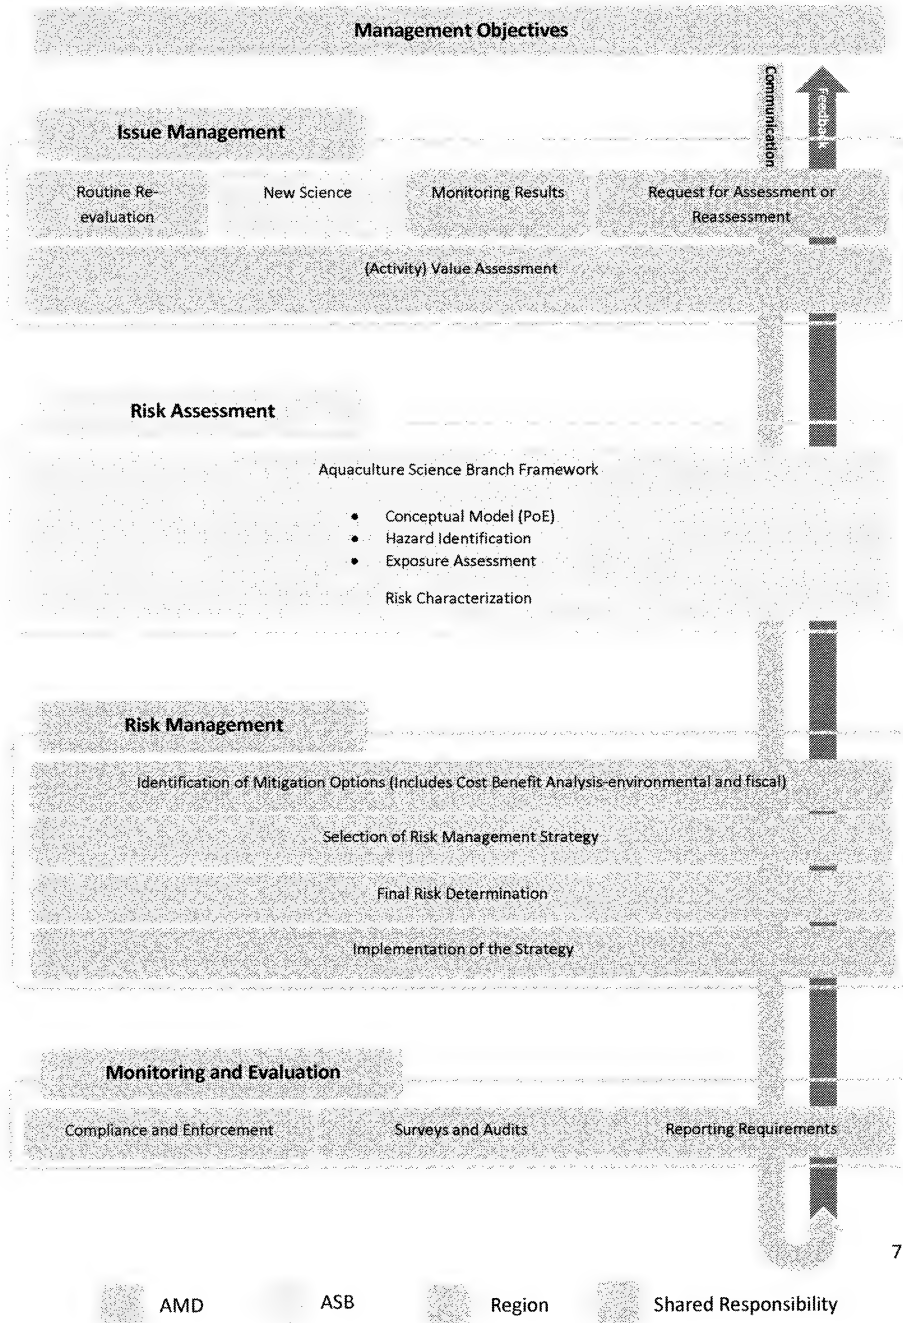 Management Objectives
Communication
Feedback
Issue Management
Routine Re-
evaluation
New Science
Monitoring Results
Request for Assessment or
Reassessment
(Activity) Value Assessment
Risk Assessment
Aquaculture Science Branch Framework
• Conceptual Model (PoE)
• Hazard Identification
• Exposure Assessment
Risk Characterization
Risk Management
Identification of Mitigation Options (Includes Cost Benefit Analysis-environmental and fiscal)
Selection of Risk Management Strategy
Final Risk Determination
Implementation of the Strategy
Monitoring and Evaluation
Compliance and Enforcement
Surveys and Audits
Reporting Requirements
7
AMD
ASB
Region
Shared Responsibility